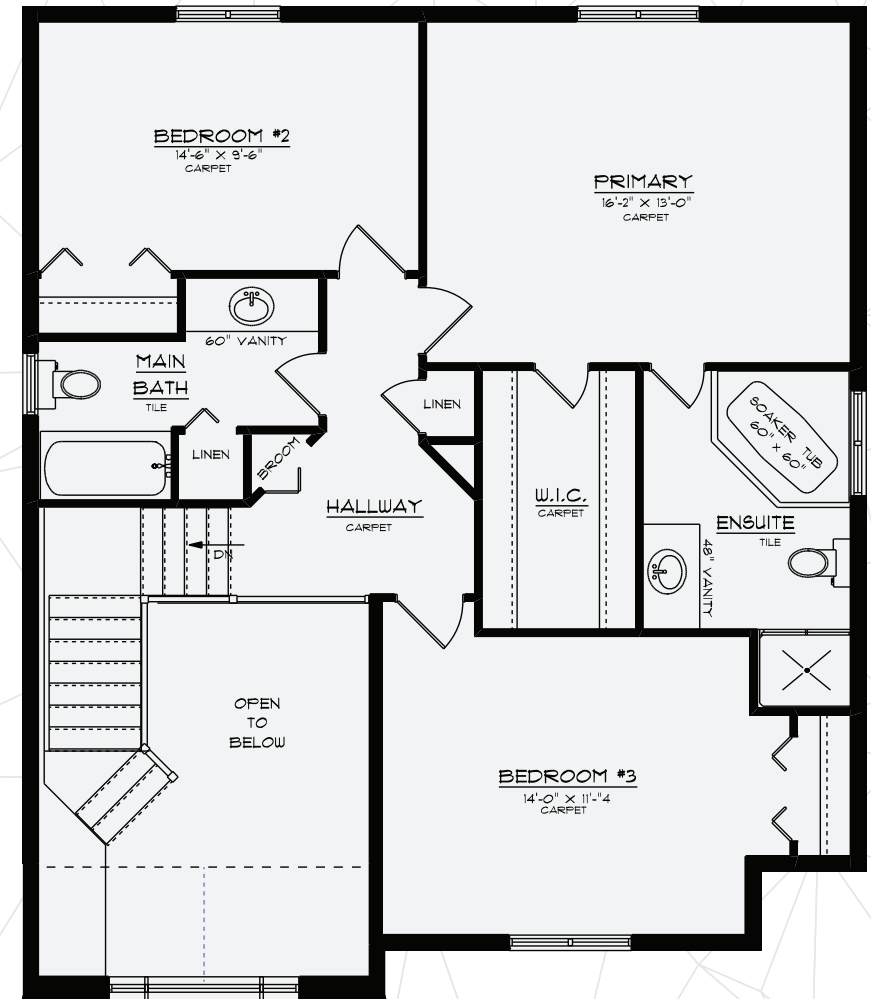 BEDROOM #2
14'-6" X 9'-6"
CARPET
PRIMARY
16'-2" X 13'-0"
CARPET
60" VANITY
MAIN
BATH
TILE
LINEN
LINEN
BROOM
SOAKER TUB
60" x 60"
W.I.C.
CARPET
HALLWAY
CARPET
ENSUITE
TILE
DN
48" VANITY
OPEN
TO
BELOW
BEDROOM #3
14'-0" X 11'-"4
CARPET